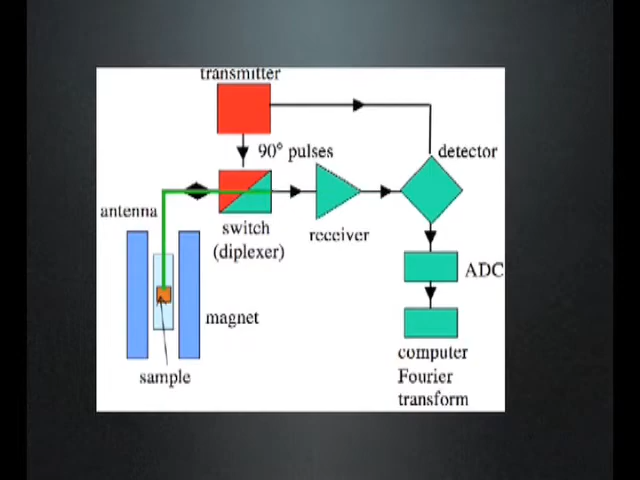 transmitter
90° pulses
detector
antenna
switch
(diplexer)
receiver
ADC
magnet
sample
computer
Fourier
transform